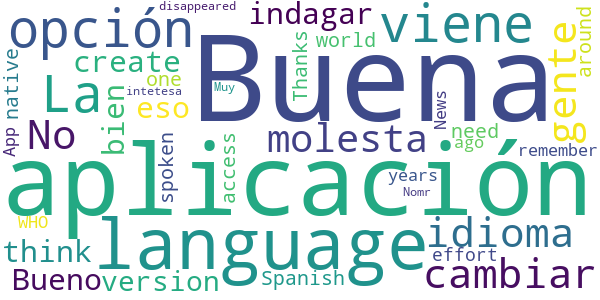 disappeared
opción
Buena
indagar
viene
Thanks
world
gente
around
native
La
create
one
eso
intetesa
Muy
News
App
No
bien
molesta
need
ago
remember
aplicación
spoken
access
years
Nomr
WHO
language
idioma
think
Bueno
version
Spanish
effort
cambiar